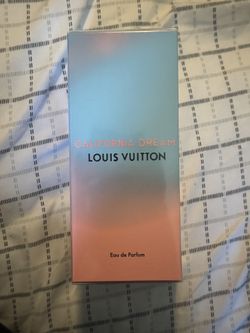 CALIFORNIA DREAM
LOUIS VUITTON
Eau de Parfum